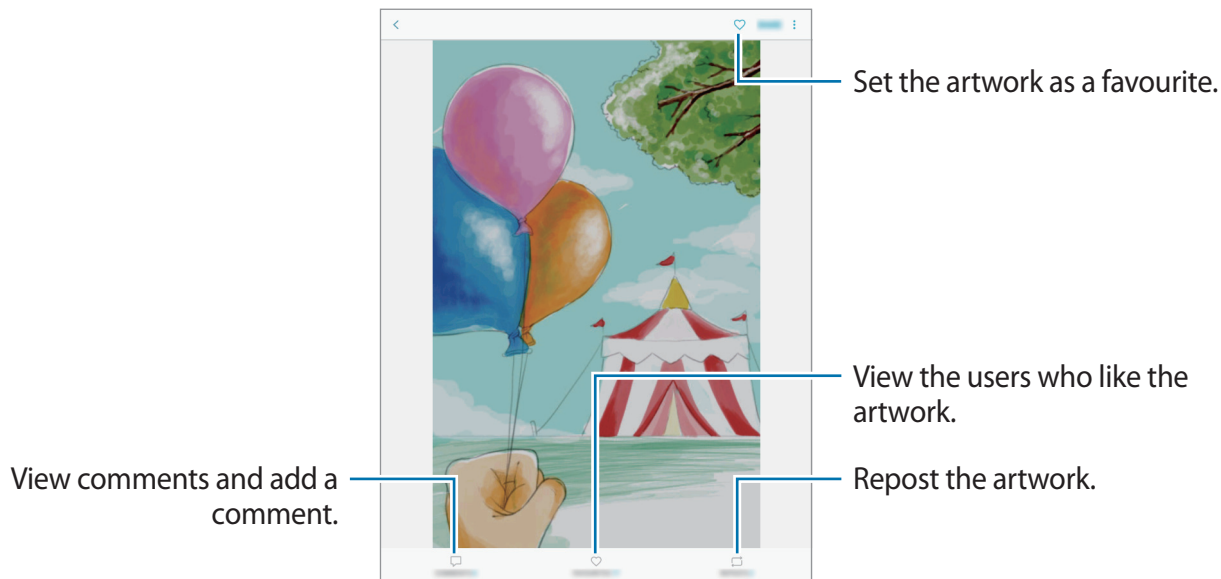 Set the artwork as a favourite.
View the users who like the
artwork.
View comments and add a
comment.
Repost the artwork.